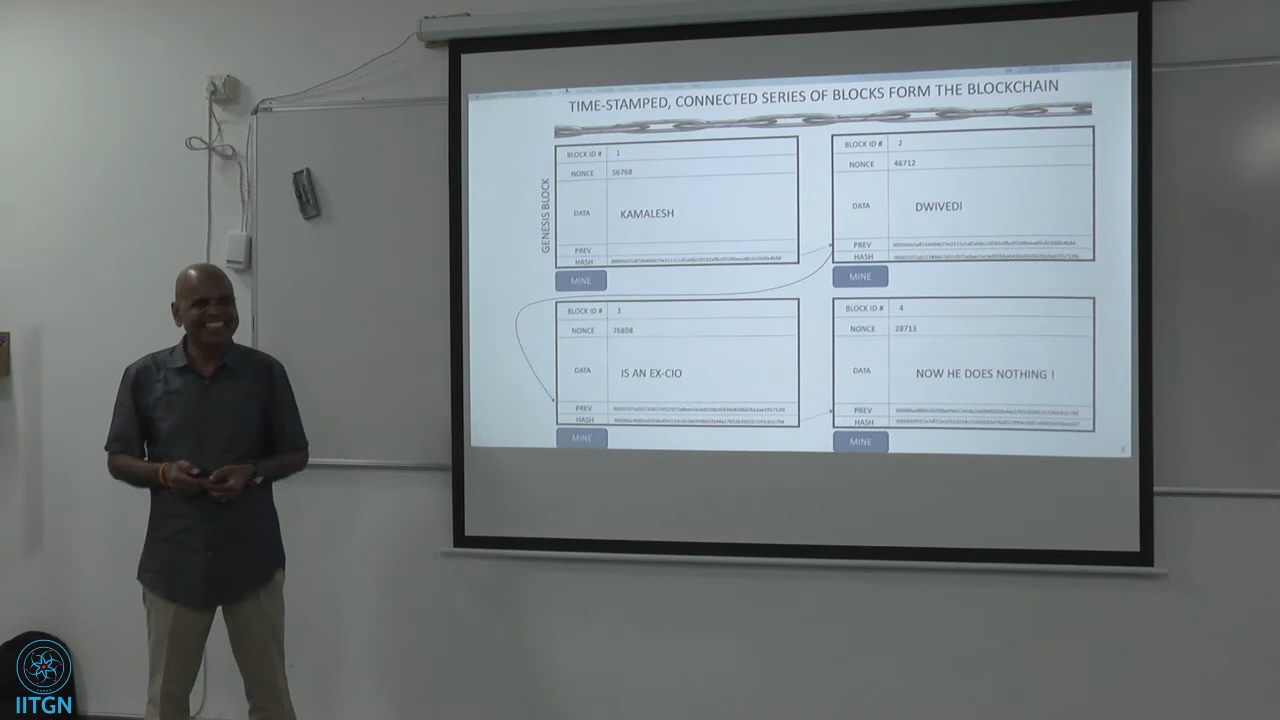 TIME-STAMPED, CONNECTED SERIES OF BLOCKS FORM THE BLOCKCHAIN
GENESIS BLOCK
BLOCK ID # 1
NONCE 56768
DATA KAMALESH
PREV
HASH
MINE
BLOCK ID # 2
NONCE 46712
DATA DWIVEDI
PREV
HASH
MINE
BLOCK ID # 3
NONCE 76898
DATA IS AN EX-CIO
PREV
HASH
MINE
BLOCK ID # 4
NONCE 28713
DATA NOW HE DOES NOTHING !
PREV
HASH
MINE
8
IITGN